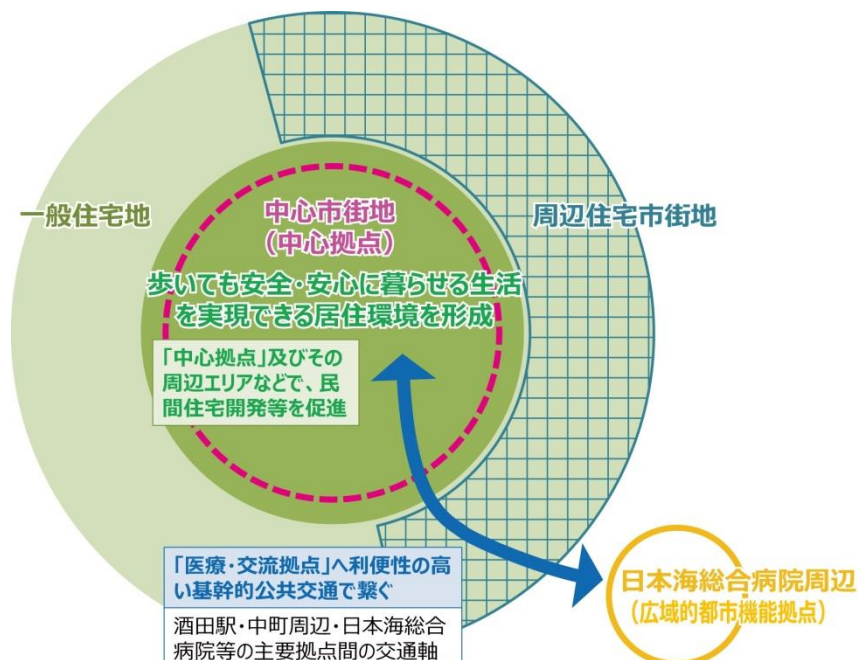 一般住宅地
中心市街地
(中心拠点)
周辺住宅市街地
歩いても安全・安心に暮らせる生活
を実現できる居住環境を形成
「中心拠点」及びその
周辺エリアなどで、民
間住宅開発等を促進
「医療・交流拠点」へ利便性の高
い基幹的公共交通で繋ぐ
酒田駅・中町周辺・日本海総合
病院等の主要拠点間の交通軸
日本海総合病院周辺
(広域的都市機能拠点)